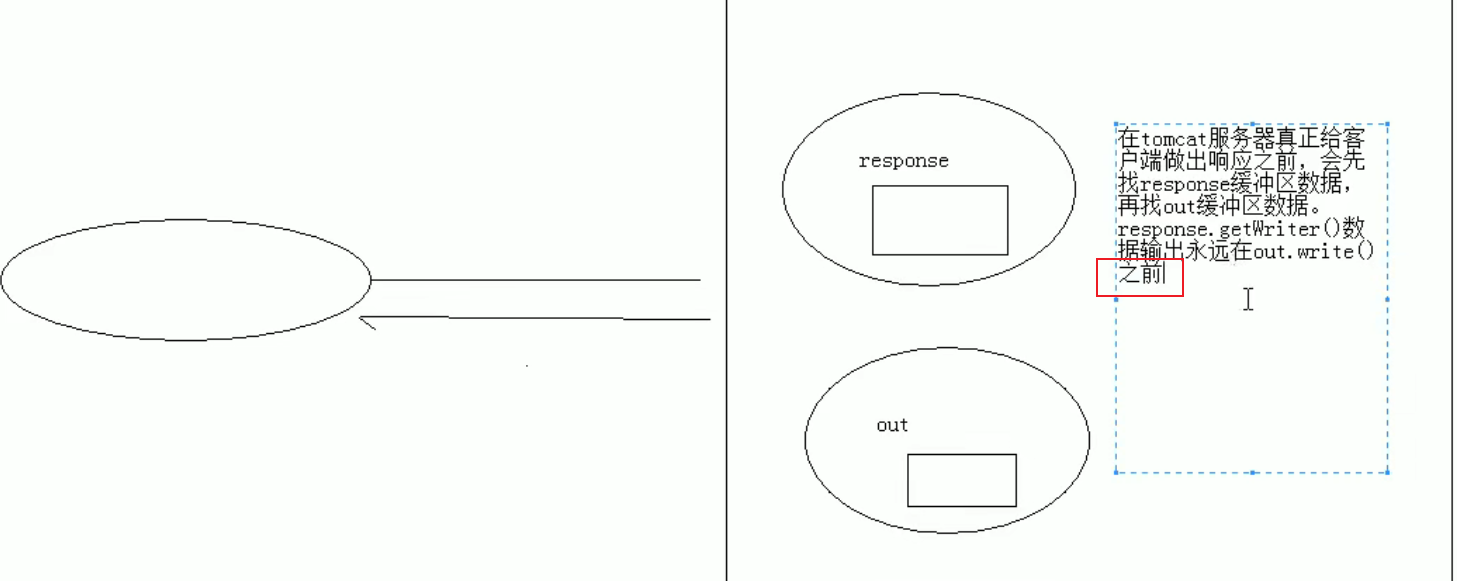 response
在tomcat服务器真正给客
户端做出响应之前，会先
找response缓冲区数据，
再找out缓冲区数据。
response.getWriter()数
据输出永远在out.write()
之前
out